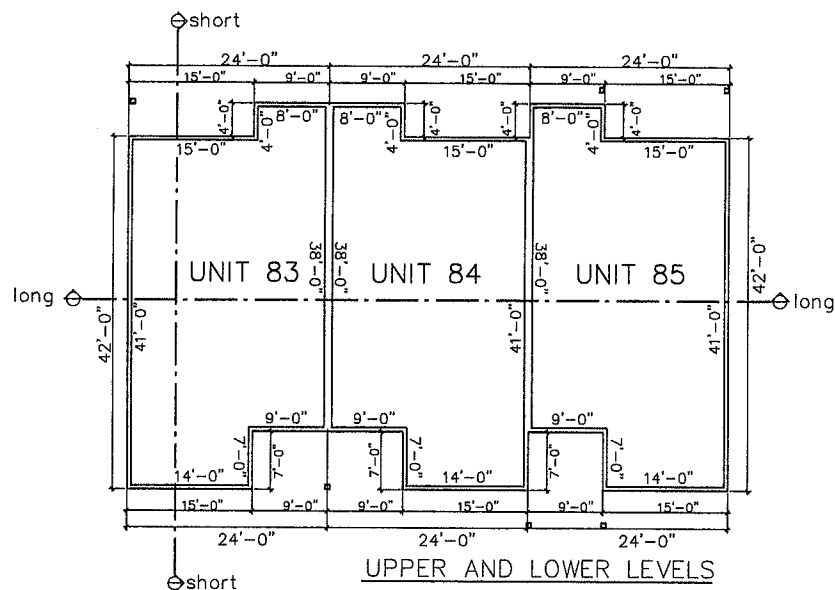 short
24'-0" 24'-0" 24'-0"
15'-0" 9'-0" 9'-0" 15'-0" 9'-0" 15'-0"
4'-0" 8'-0" 8'-0" 4'-0" 4'-0" 8'-0" 4'-0"
15'-0" 4'-0" 4'-0" 15'-0" 4'-0" 15'-0"
UNIT 83 38'-0" 38'-0" UNIT 84 38'-0" UNIT 85
long long
42'-0" 41'-0" 41'-0" 41'-0" 42'-0"
9'-0" 9'-0" 9'-0"
7'-0" 7'-0" 7'-0" 7'-0" 7'-0" 7'-0"
14'-0" 14'-0" 14'-0"
15'-0" 9'-0" 9'-0" 15'-0" 9'-0" 15'-0"
24'-0" 24'-0" 24'-0"
short
UPPER AND LOWER LEVELS